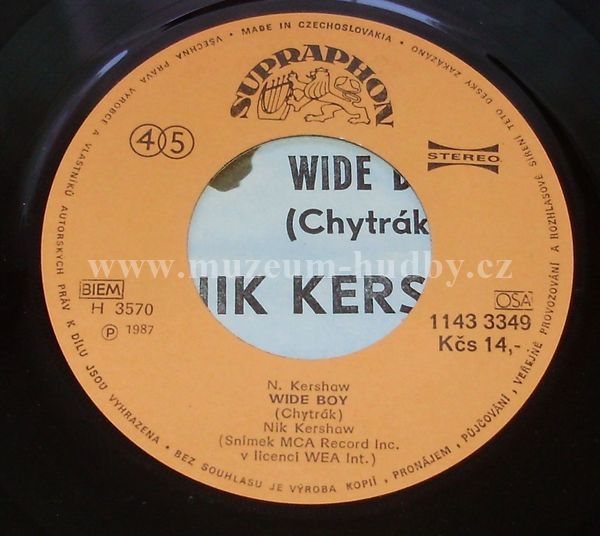 • MADE IN CZECHOSLOVAKIA •
VŠECHNA PRÁVA VÝROBCE A VLASTNÍKŮ AUTORSKÝCH PRÁV K DÍLU JSOU VYHRAZENA • BEZ SOUHLASU JE VÝROBA KOPIÍ, PRONÁJEM, PŮJČOVÁNÍ, VEŘEJNÉ PROVOZOVÁNÍ A ROZHLASOVÉ ŠÍŘENÍ TÉTO DESKY ZAKÁZÁNO
SUPRAPHON
45
STEREO
WIDE
(Chytrák
NIK KERS
www.muzeum-hudby.cz
BIEM
H 3570
Ⓟ 1987
OSA
1143 3349
Kčs 14,-
N. Kershaw
WIDE BOY
(Chytrák)
Nik Kershaw
(Snímek MCA Record Inc.
v licenci WEA Int.)